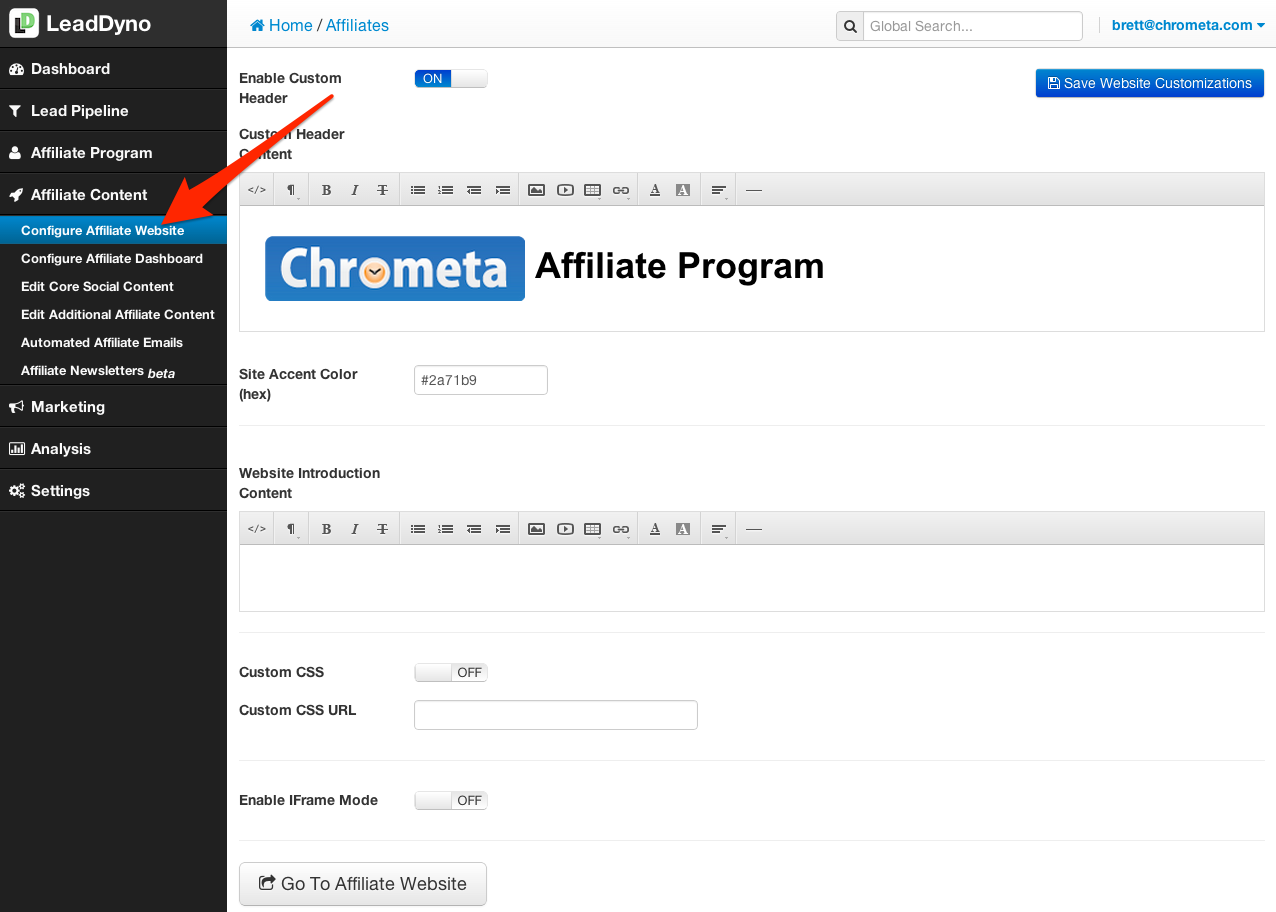 LeadDyno
Home / Affiliates
Global Search...
brett@chrometa.com
Dashboard
Lead Pipeline
Affiliate Program
Affiliate Content
Configure Affiliate Website
Configure Affiliate Dashboard
Edit Core Social Content
Edit Additional Affiliate Content
Automated Affiliate Emails
Affiliate Newsletters beta
Marketing
Analysis
Settings
Enable Custom
Header
ON
Save Website Customizations
Custom Header
Content
</> ¶ B I T A A
Chrometa Affiliate Program
Site Accent Color
(hex)
#2a71b9
Website Introduction
Content
</> ¶ B I T A A
Custom CSS
OFF
Custom CSS URL
Enable IFrame Mode
OFF
Go To Affiliate Website